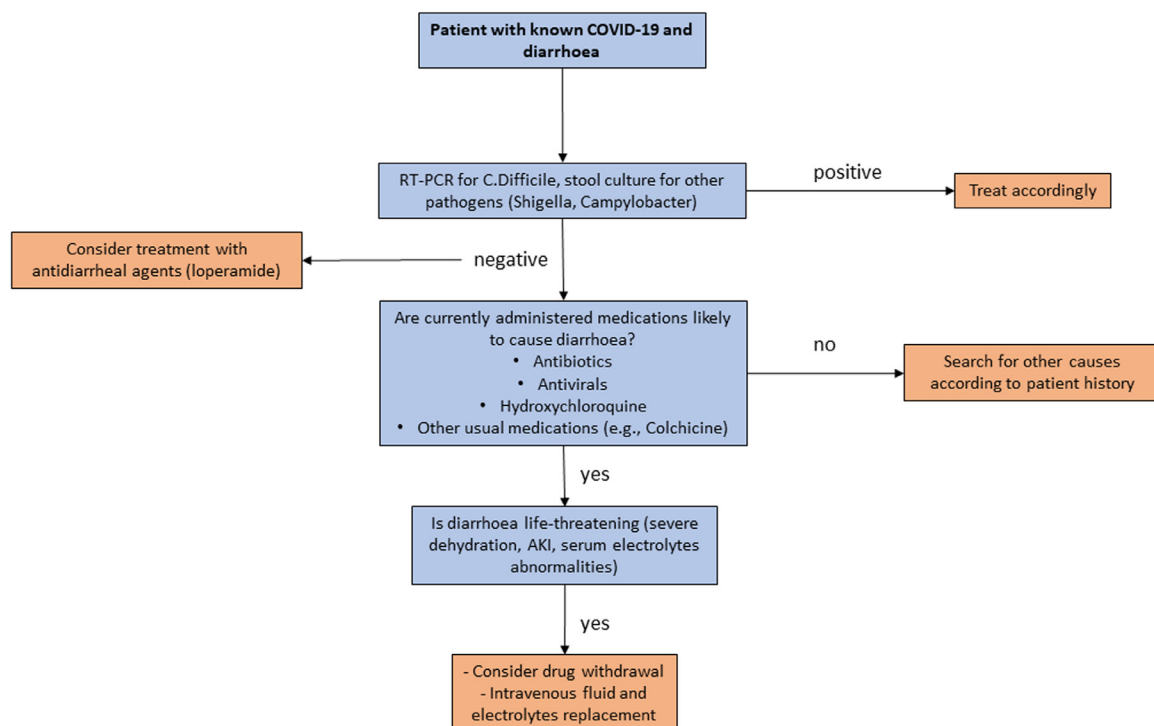 Patient with known COVID-19 and
diarrhoea
RT-PCR for C.Difficile, stool culture for other
pathogens (Shigella, Campylobacter)
positive
Treat accordingly
Consider treatment with
antidiarrheal agents (loperamide)
negative
Are currently administered medications likely
to cause diarrhoea?
• Antibiotics
• Antivirals
• Hydroxychloroquine
• Other usual medications (e.g., Colchicine)
no
Search for other causes
according to patient history
yes
Is diarrhoea life-threatening (severe
dehydration, AKI, serum electrolytes
abnormalities)
yes
- Consider drug withdrawal
- Intravenous fluid and
electrolytes replacement